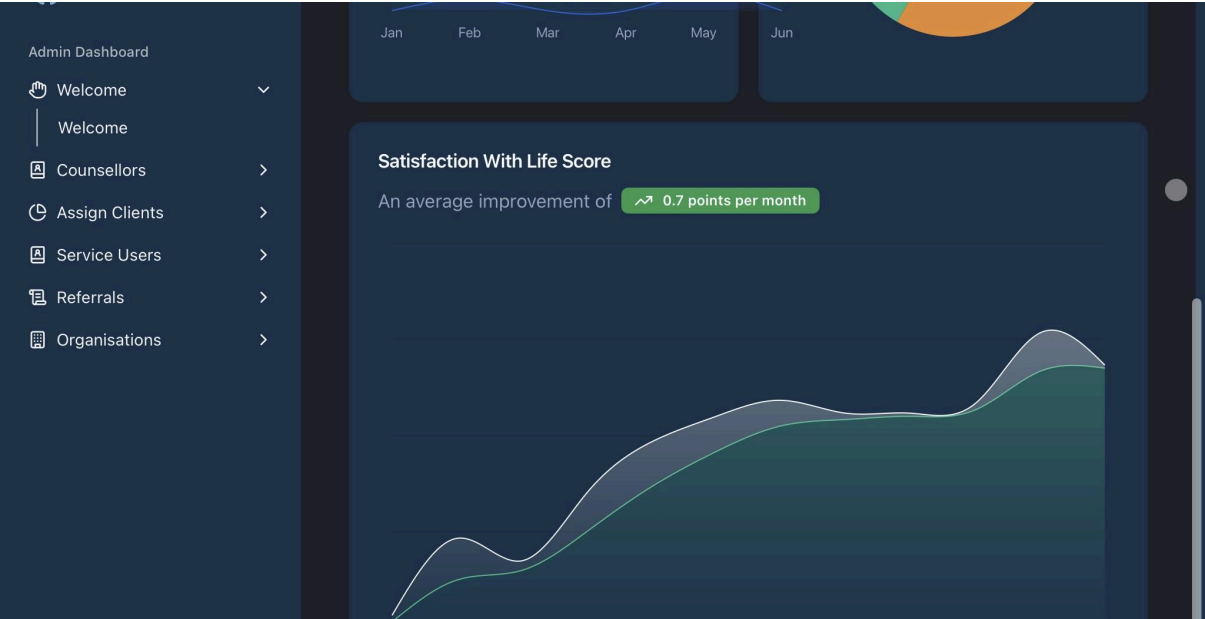 Admin Dashboard
Welcome
Welcome
Counsellors
Assign Clients
Service Users
Referrals
Organisations
Jan Feb Mar Apr May Jun
Satisfaction With Life Score
An average improvement of 0.7 points per month